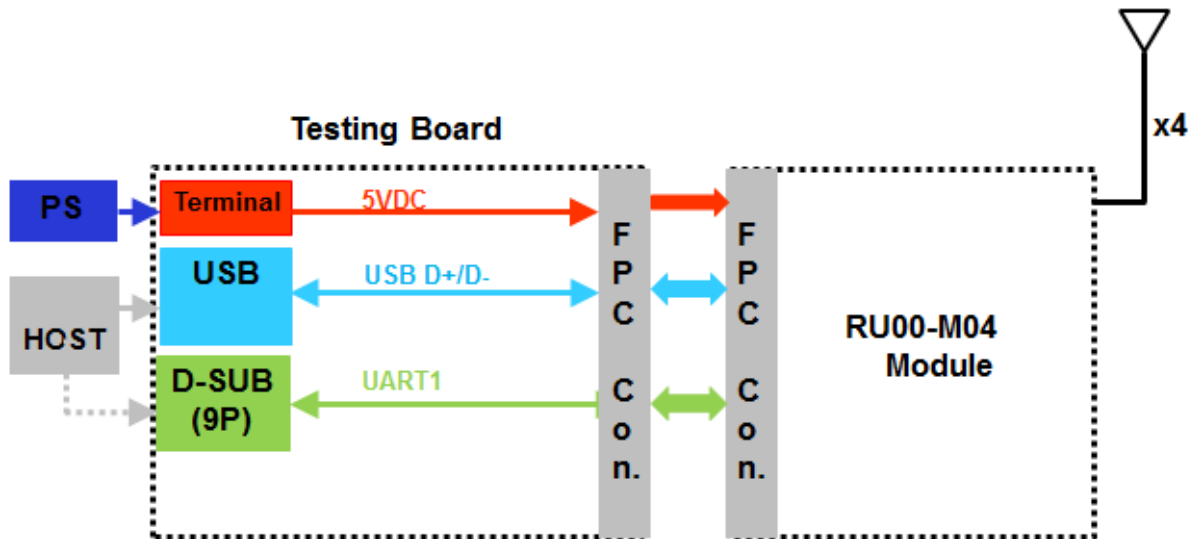 x4
Testing Board
PS
Terminal
5VDC
USB
USB D+/D-
HOST
D-SUB
(9P)
UART1
F
P
C
C
o
n.
F
P
C
C
o
n.
RU00-M04
Module